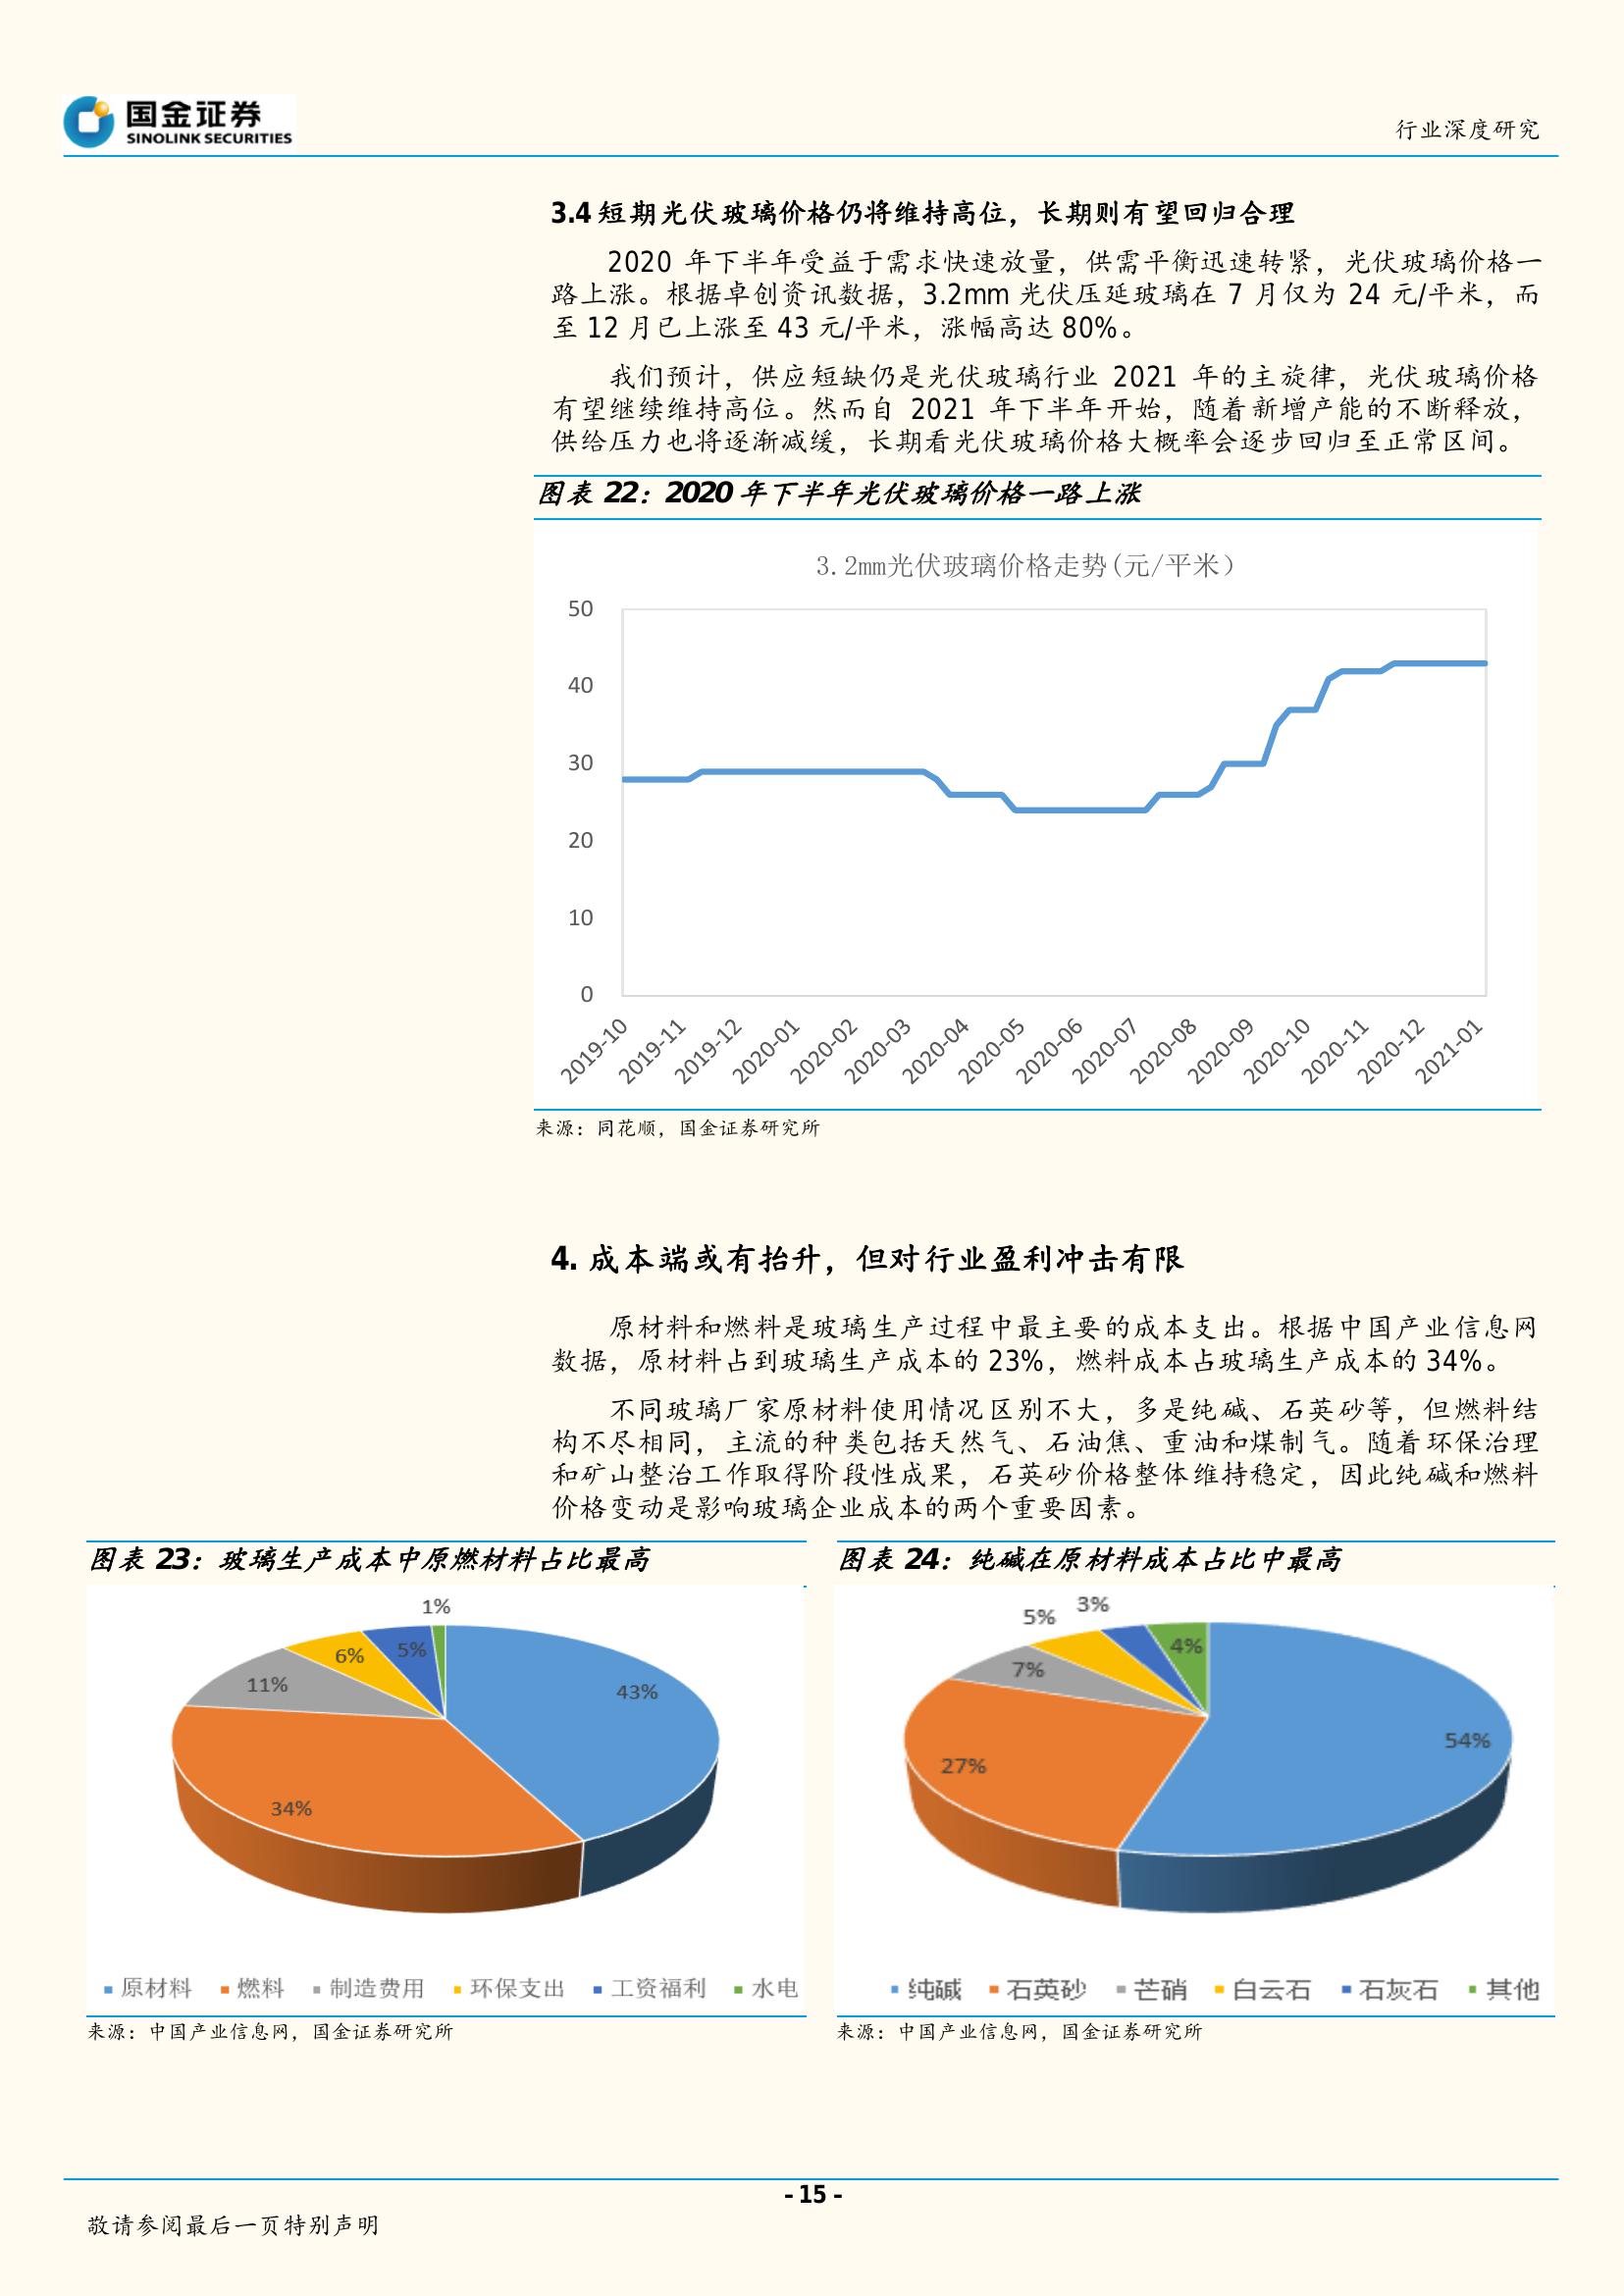 国金证券
SINOLINK SECURITIES
行业深度研究
3.4 短期光伏玻璃价格仍将维持高位，长期则有望回归合理
2020 年下半年受益于需求快速放量，供需平衡迅速转紧，光伏玻璃价格一
路上涨。根据卓创资讯数据，3.2mm 光伏压延玻璃在 7 月仅为 24 元/平米，而
至 12 月已上涨至 43 元/平米，涨幅高达 80%。
我们预计，供应短缺仍是光伏玻璃行业 2021 年的主旋律，光伏玻璃价格
有望继续维持高位。然而自 2021 年下半年开始，随着新增产能的不断释放，
供给压力也将逐渐减缓，长期看光伏玻璃价格大概率会逐步回归至正常区间。
图表 22：2020 年下半年光伏玻璃价格一路上涨
3.2mm光伏玻璃价格走势(元/平米）
50
40
30
20
10
0
2019-10
2019-11
2019-12
2020-01
2020-02
2020-03
2020-04
2020-05
2020-06
2020-07
2020-08
2020-09
2020-10
2020-11
2020-12
2021-01
来源：同花顺，国金证券研究所
4. 成本端或有抬升，但对行业盈利冲击有限
原材料和燃料是玻璃生产过程中最主要的成本支出。根据中国产业信息网
数据，原材料占到玻璃生产成本的 23%，燃料成本占玻璃生产成本的 34%。
不同玻璃厂家原材料使用情况区别不大，多是纯碱、石英砂等，但燃料结
构不尽相同，主流的种类包括天然气、石油焦、重油和煤制气。随着环保治理
和矿山整治工作取得阶段性成果，石英砂价格整体维持稳定，因此纯碱和燃料
价格变动是影响玻璃企业成本的两个重要因素。
图表 23：玻璃生产成本中原燃材料占比最高
1%
5%
6%
11%
43%
34%
原材料 燃料 制造费用 环保支出 工资福利 水电
来源：中国产业信息网，国金证券研究所
图表 24：纯碱在原材料成本占比中最高
3%
5%
4%
7%
54%
27%
纯碱 石英砂 芒硝 白云石 石灰石 其他
来源：中国产业信息网，国金证券研究所
- 15 -
敬请参阅最后一页特别声明